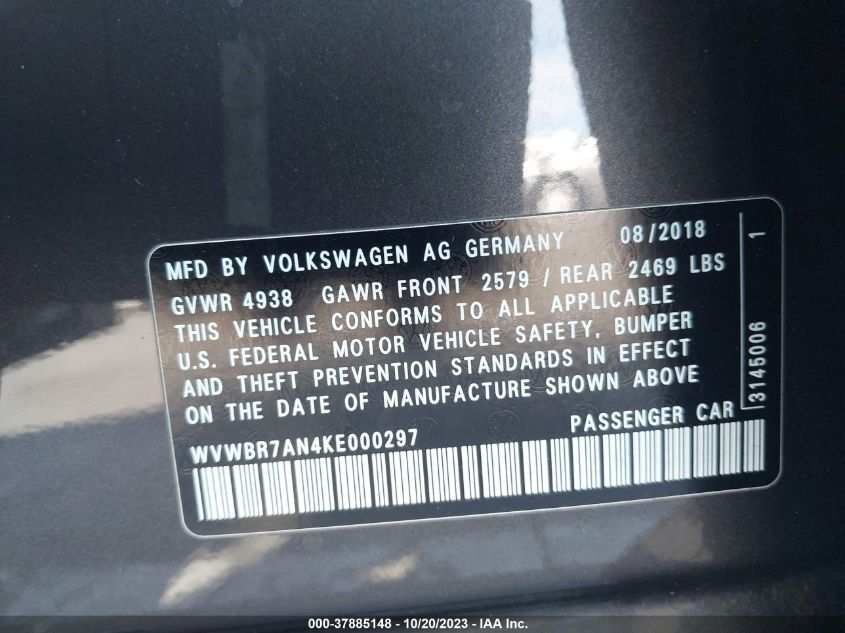 MFD BY VOLKSWAGEN AG GERMANY 08/2018
GVWR 4938 GAWR FRONT 2579 / REAR 2469 LBS
THIS VEHICLE CONFORMS TO ALL APPLICABLE
U.S. FEDERAL MOTOR VEHICLE SAFETY, BUMPER
AND THEFT PREVENTION STANDARDS IN EFFECT
ON THE DATE OF MANUFACTURE SHOWN ABOVE
WVWBR7AN4KE000297 PASSENGER CAR
3145006 1
000-37885148 - 10/20/2023 - IAA Inc.